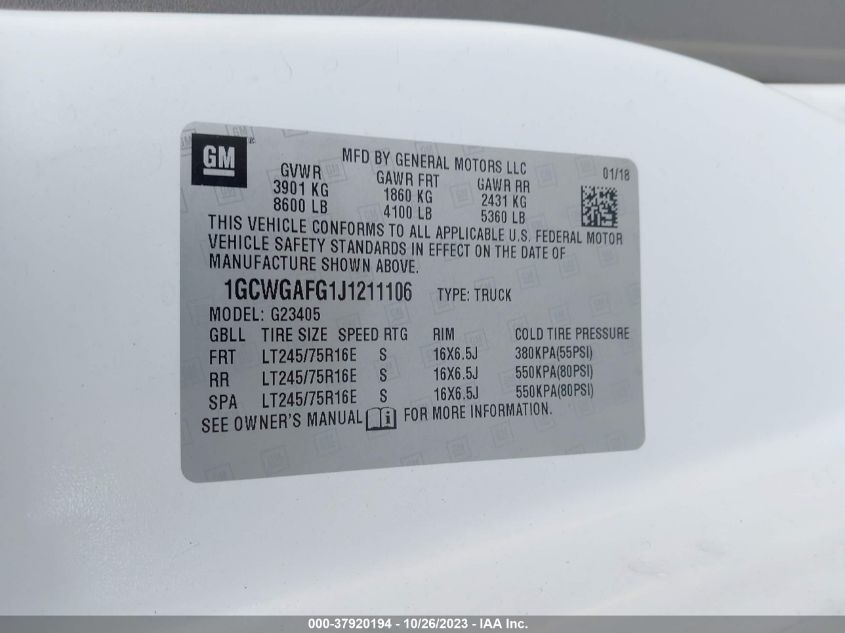 GM
MFD BY GENERAL MOTORS LLC
01/18
GVWR GAWR FRT GAWR RR
3901 KG 1860 KG 2431 KG
8600 LB 4100 LB 5360 LB
THIS VEHICLE CONFORMS TO ALL APPLICABLE U.S. FEDERAL MOTOR
VEHICLE SAFETY STANDARDS IN EFFECT ON THE DATE OF
MANUFACTURE SHOWN ABOVE.
1GCWGAFG1J1211106 TYPE: TRUCK
MODEL: G23405
GBLL TIRE SIZE SPEED RTG RIM COLD TIRE PRESSURE
FRT LT245/75R16E S 16X6.5J 380KPA(55PSI)
RR LT245/75R16E S 16X6.5J 550KPA(80PSI)
SPA LT245/75R16E S 16X6.5J 550KPA(80PSI)
SEE OWNER'S MANUAL FOR MORE INFORMATION.
000-37920194 - 10/26/2023 - IAA Inc.